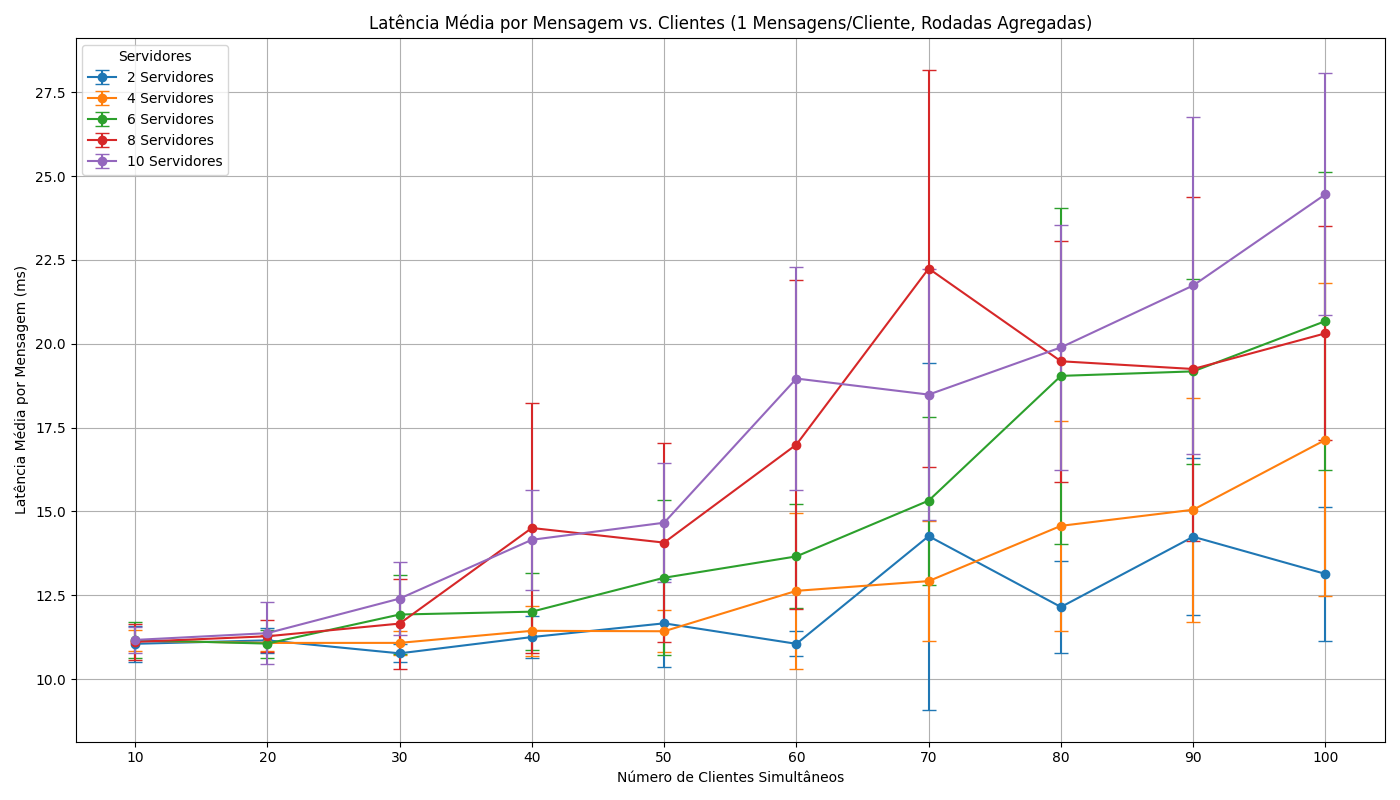 Latência Média por Mensagem vs. Clientes (1 Mensagens/Cliente, Rodadas Agregadas)
Servidores
2 Servidores
4 Servidores
6 Servidores
8 Servidores
10 Servidores
Latência Média por Mensagem (ms)
27.5
25.0
22.5
20.0
17.5
15.0
12.5
10.0
10 20 30 40 50 60 70 80 90 100
Número de Clientes Simultâneos